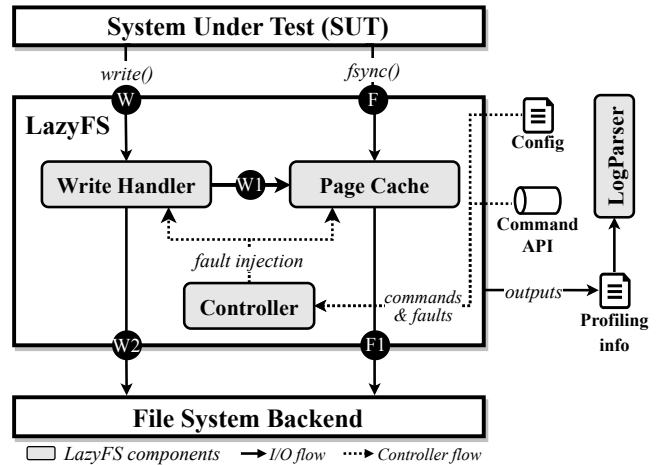 System Under Test (SUT)
write()
fsync()
W
F
LazyFS
Write Handler
W1
Page Cache
fault injection
Controller
commands
& faults
W2
F1
Config
Command
API
LogParser
outputs
Profiling
info
File System Backend
LazyFS components
I/O flow
Controller flow